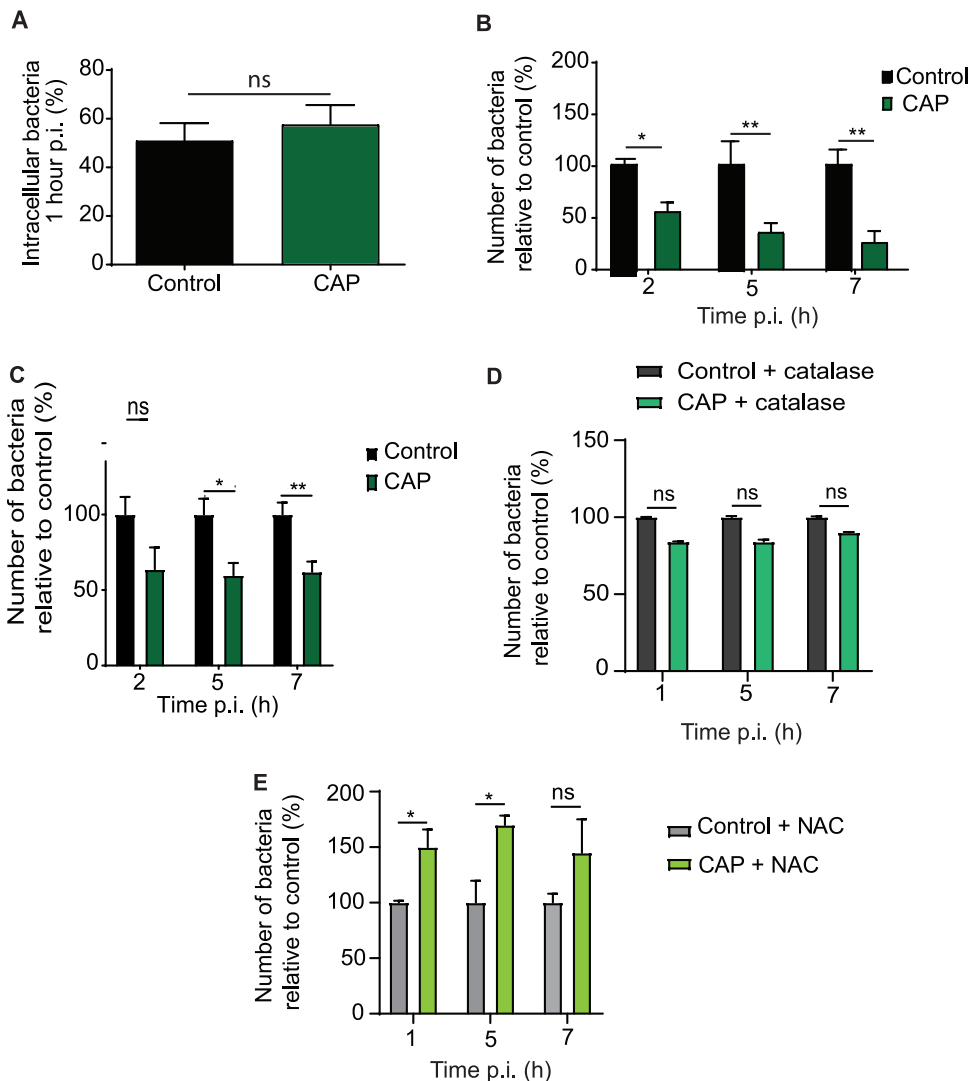 A
Intracellular bacteria
1 hour p.i. (%)
80
60
40
20
0
ns
Control
CAP
B
Number of bacteria
relative to control (%)
200
150
100
50
0
Control
CAP
*
**
**
2
5
7
Time p.i. (h)
C
Number of bacteria
relative to control (%)
100
50
0
ns
*
**
Control
CAP
2
5
7
Time p.i. (h)
D
Control + catalase
CAP + catalase
Number of bacteria
relative to control (%)
150
100
50
0
ns
ns
ns
1
5
7
Time p.i. (h)
E
Number of bacteria
relative to control (%)
200
150
100
50
0
*
*
ns
Control + NAC
CAP + NAC
1
5
7
Time p.i. (h)